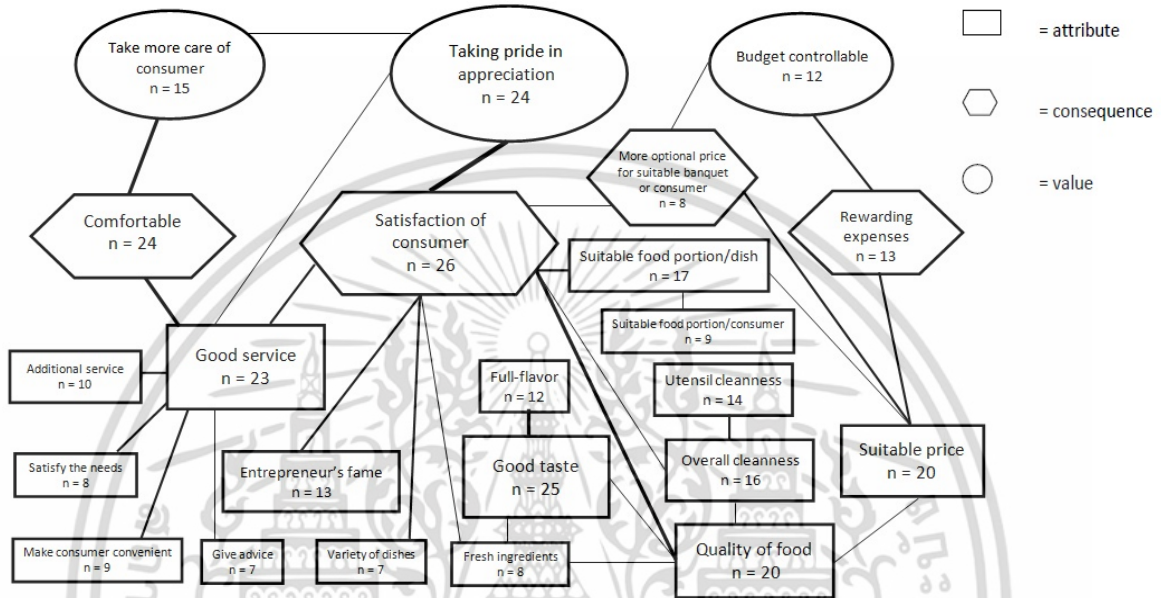 Take more care of
consumer
n = 15
Taking pride in
appreciation
n = 24
Budget controllable
n = 12
= attribute
= consequence
= value
More optional price
for suitable banquet
or consumer
n = 8
Comfortable
n = 24
Satisfaction of
consumer
n = 26
Rewarding
expenses
n = 13
Suitable food portion/dish
n = 17
Suitable food portion/consumer
n = 9
Good service
n = 23
Additional service
n = 10
Full-flavor
n = 12
Utensil cleanness
n = 14
Satisfy the needs
n = 8
Entrepreneur's fame
n = 13
Good taste
n = 25
Overall cleanness
n = 16
Suitable price
n = 20
Make consumer convenient
n = 9
Give advice
n = 7
Variety of dishes
n = 7
Fresh ingredients
n = 8
Quality of food
n = 20